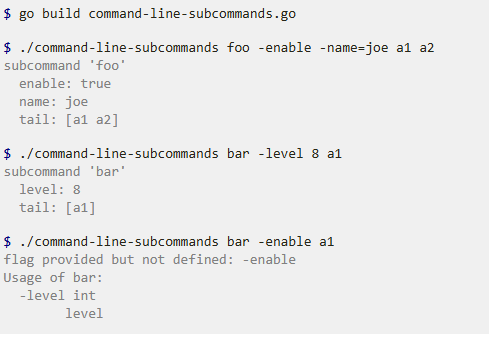 $ go build command-line-subcommands.go
$ ./command-line-subcommands foo -enable -name=joe a1 a2
subcommand 'foo'
  enable: true
  name: joe
  tail: [a1 a2]
$ ./command-line-subcommands bar -level 8 a1
subcommand 'bar'
  level: 8
  tail: [a1]
$ ./command-line-subcommands bar -enable a1
flag provided but not defined: -enable
Usage of bar:
  -level int
        level